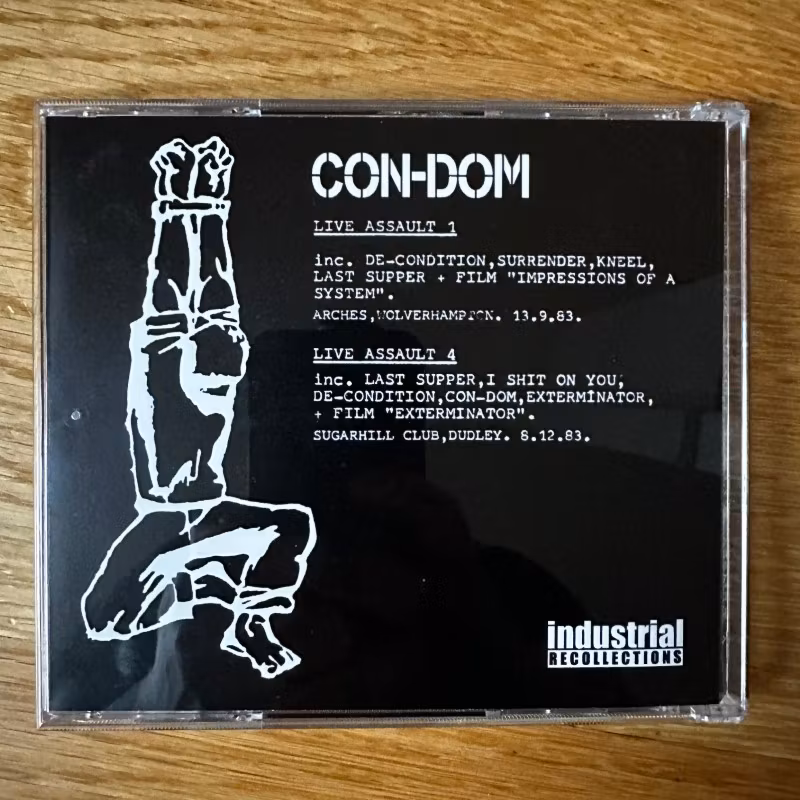 CON-DOM
LIVE ASSAULT 1
inc. DE-CONDITION,SURRENDER,KNEEL,
LAST SUPPER + FILM "IMPRESSIONS OF A
SYSTEM".
ARCHES,WOLVERHAMPTON. 13.9.83.
LIVE ASSAULT 4
inc. LAST SUPPER,I SHIT ON YOU,
DE-CONDITION,CON-DOM,EXTERMINATOR,
+ FILM "EXTERMINATOR".
SUGARHILL CLUB,DUDLEY. 8.12.83.
industrial
RECOLLECTIONS